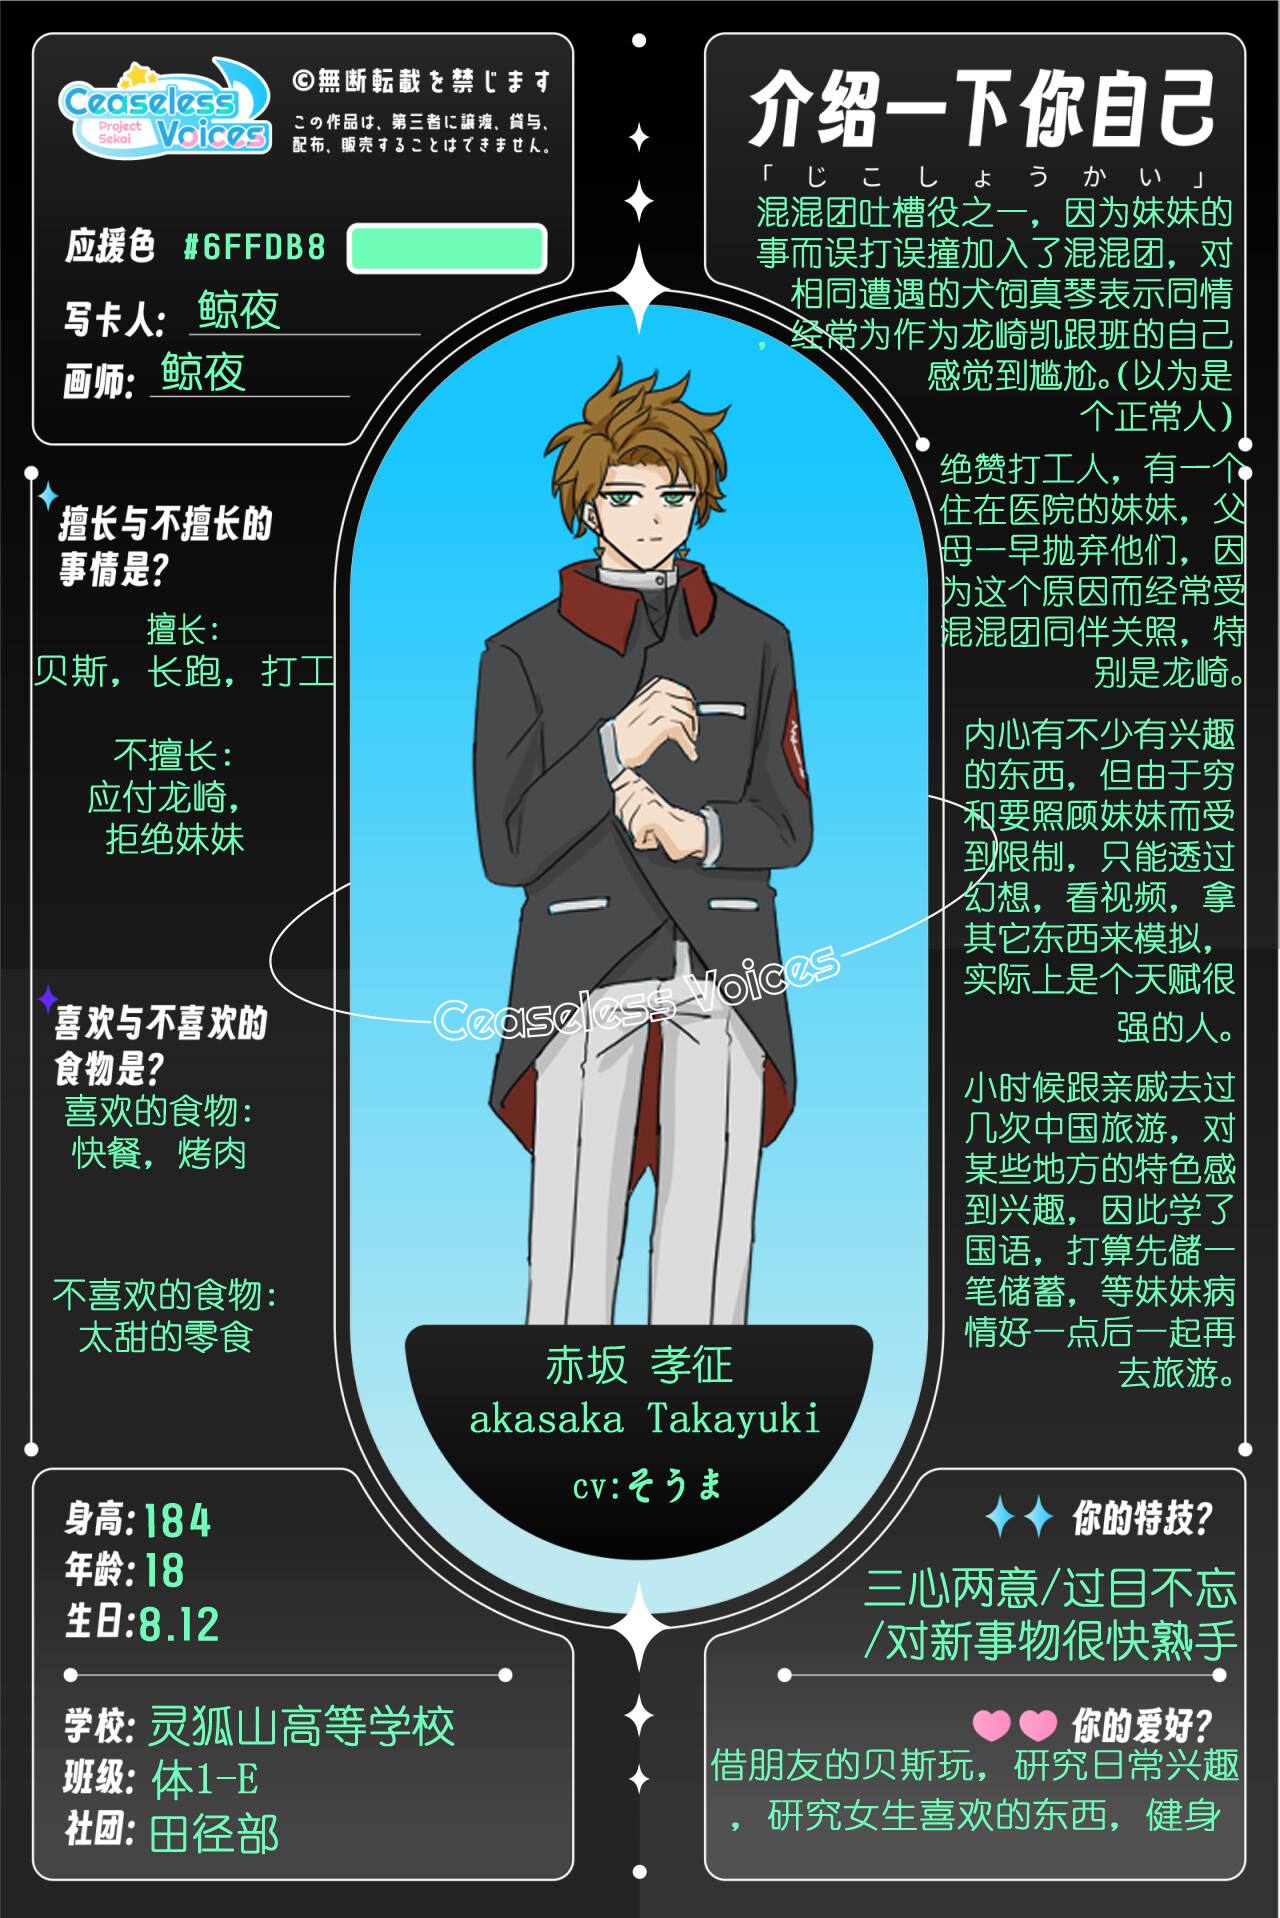 Ceaseless
Project
Sekai
Voices
©無断転載を禁じます
この作品は、第三者に譲渡、貸与、
配布、販売することはできません。
应援色 #6FFDB8
写卡人: 鲸夜
画师: 鲸夜
擅长与不擅长的
事情是?
擅长:
贝斯，长跑，打工
不擅长:
应付龙崎，
拒绝妹妹
喜欢与不喜欢的
食物是?
喜欢的食物:
快餐，烤肉
不喜欢的食物:
太甜的零食
介绍一下你自己
「じこしょうかい」
混混团吐槽役之一，因为妹妹的
事而误打误撞加入了混混团，对
相同遭遇的犬饲真琴表示同情
，经常为作为龙崎凯跟班的自己
感觉到尴尬。(以为是
个正常人)
绝赞打工人，有一个
住在医院的妹妹，父
母一早抛弃他们，因
为这个原因而经常受
混混团同伴关照，特
别是龙崎。
内心有不少有兴趣
的东西，但由于穷
和要照顾妹妹而受
到限制，只能透过
幻想，看视频，拿
其它东西来模拟，
实际上是个天赋很
强的人。
小时候跟亲戚去过
几次中国旅游，对
某些地方的特色感
到兴趣，因此学了
国语，打算先儲一
笔储蓄，等妹妹病
情好一点后一起再
去旅游。
Ceaseless Voices
赤坂 孝征
akasaka Takayuki
cv:そうま
身高:184
年龄:18
生日:8.12
学校: 灵狐山高等学校
班级: 体1-E
社团: 田径部
你的特技?
三心两意/过目不忘
/对新事物很快熟手
你的爱好?
借朋友的贝斯玩，研究日常兴趣
，研究女生喜欢的东西，健身